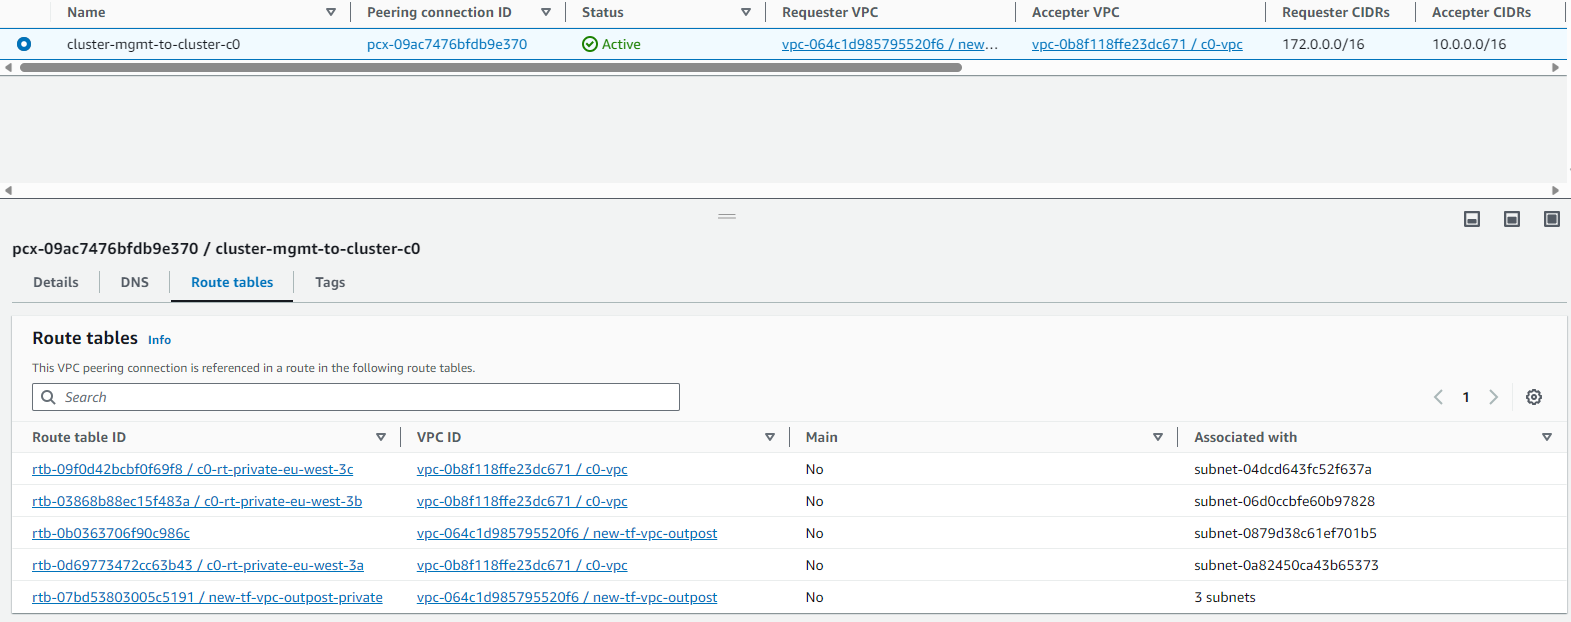 Name Peering connection ID Status Requester VPC Accepter VPC Requester CIDRs Accepter CIDRs
cluster-mgmt-to-cluster-c0 pcx-09ac7476bfdb9e370 Active vpc-064c1d985795520f6 / new... vpc-0b8f118ffe23dc671 / c0-vpc 172.0.0.0/16 10.0.0.0/16
pcx-09ac7476bfdb9e370 / cluster-mgmt-to-cluster-c0
Details DNS Route tables Tags
Route tables Info
This VPC peering connection is referenced in a route in the following route tables.
Search 1
Route table ID VPC ID Main Associated with
rtb-09f0d42bcbf0f69f8 / c0-rt-private-eu-west-3c vpc-0b8f118ffe23dc671 / c0-vpc No subnet-04dcd643fc52f637a
rtb-03868b88ec15f483a / c0-rt-private-eu-west-3b vpc-0b8f118ffe23dc671 / c0-vpc No subnet-06d0ccbfe60b97828
rtb-0b0363706f90c986c vpc-064c1d985795520f6 / new-tf-vpc-outpost No subnet-0879d38c61ef701b5
rtb-0d69773472cc63b43 / c0-rt-private-eu-west-3a vpc-0b8f118ffe23dc671 / c0-vpc No subnet-0a82450ca43b65373
rtb-07bd53803005c5191 / new-tf-vpc-outpost-private vpc-064c1d985795520f6 / new-tf-vpc-outpost No 3 subnets